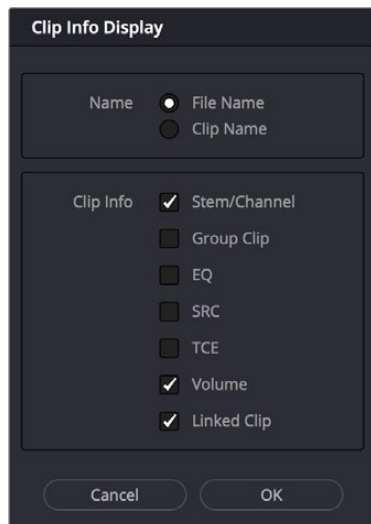 Clip Info Display
Name File Name
Clip Name
Clip Info Stem/Channel
Group Clip
EQ
SRC
TCE
Volume
Linked Clip
Cancel OK